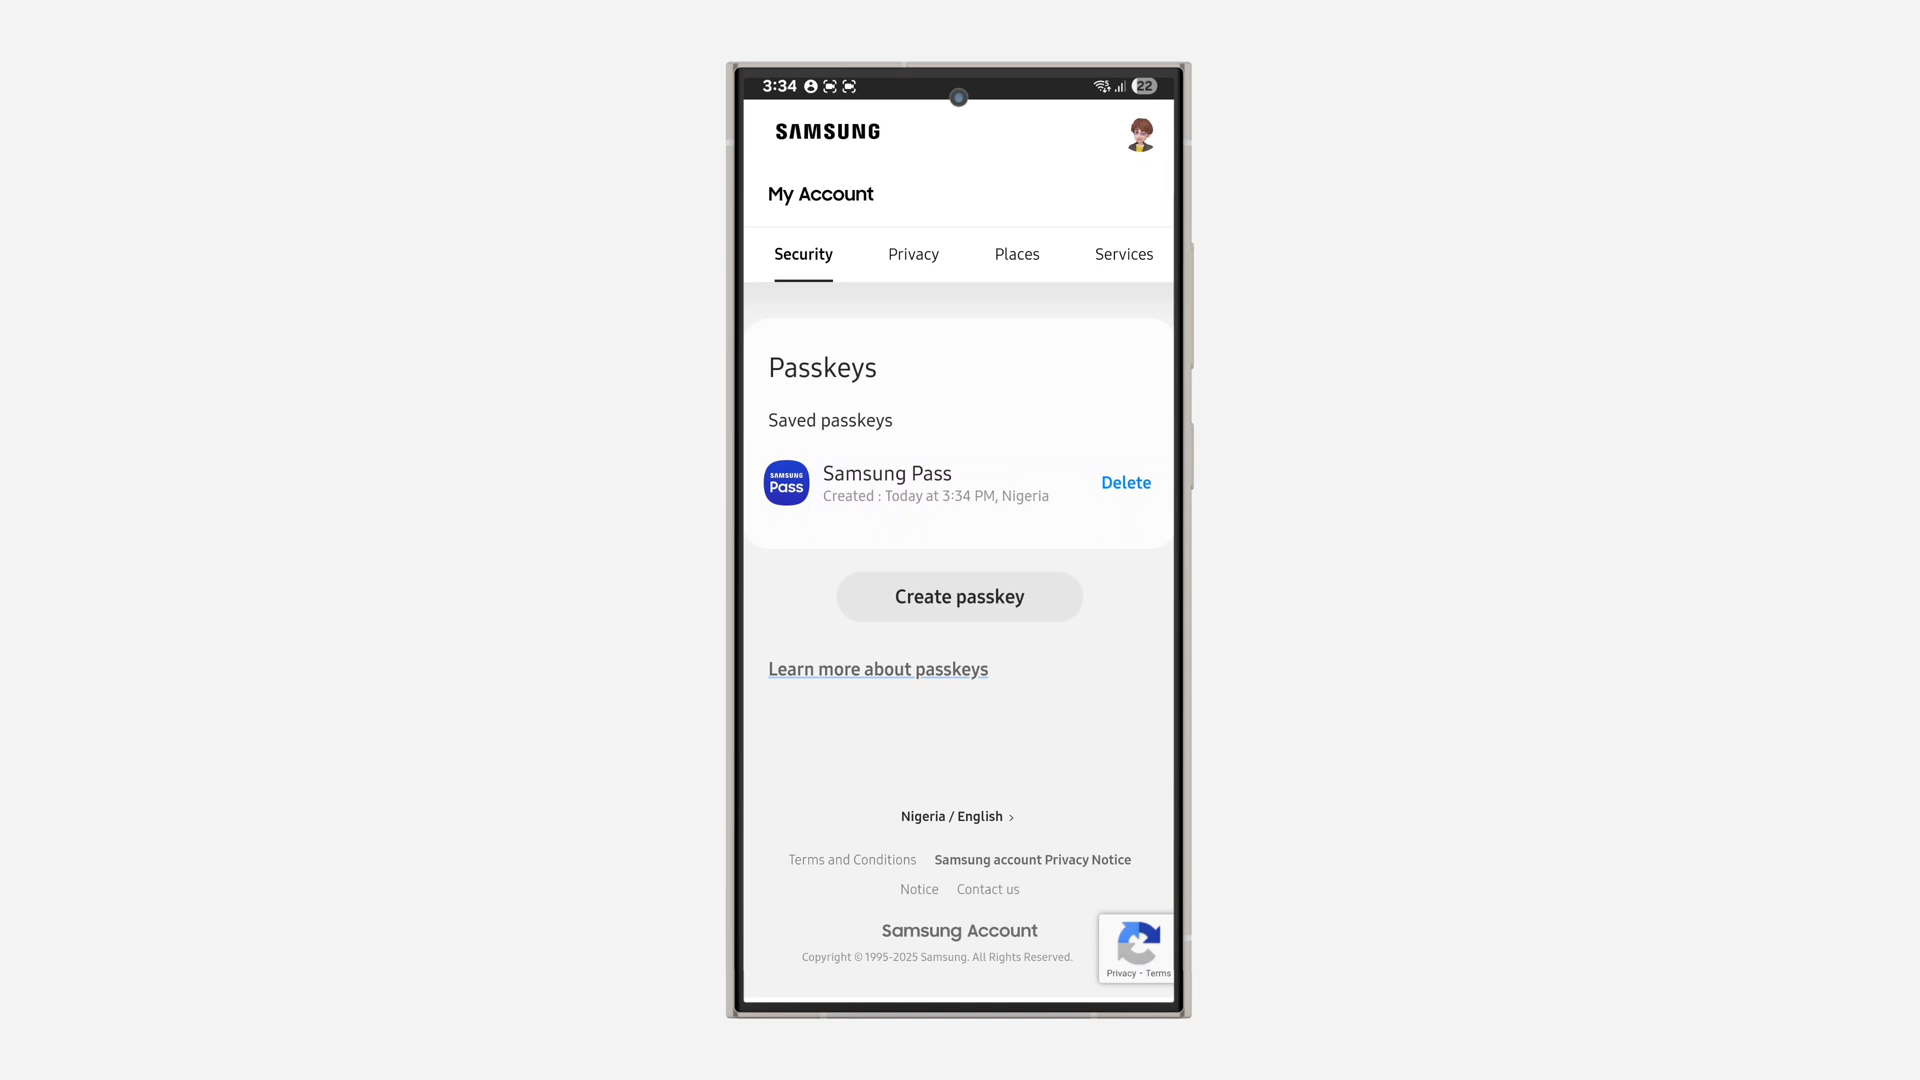 3:34
22
SAMSUNG
My Account
Security Privacy Places Services
Passkeys
Saved passkeys
SAMSUNG
Pass
Samsung Pass
Created : Today at 3:34 PM, Nigeria
Delete
Create passkey
Learn more about passkeys
Nigeria / English ›
Terms and Conditions Samsung account Privacy Notice
Notice Contact us
Samsung Account
Copyright © 1995-2025 Samsung. All Rights Reserved.
Privacy - Terms